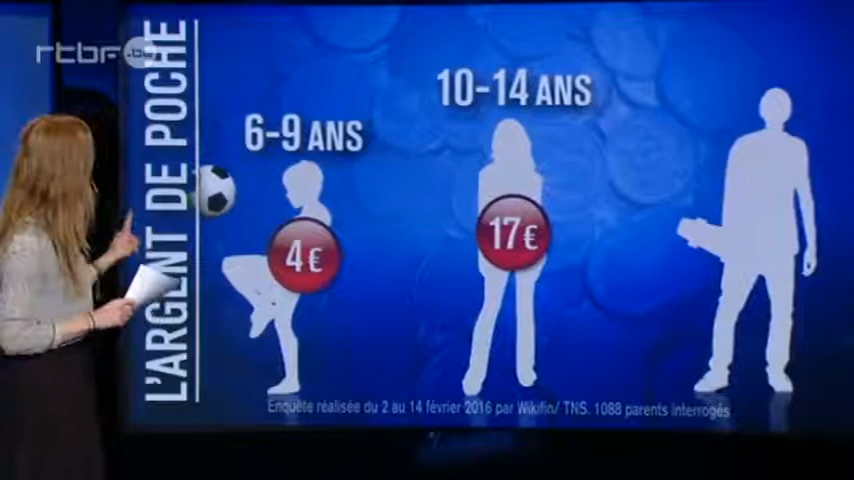 rtbf.be
L'ARGENT DE POCHE
6-9 ANS
4€
10-14 ANS
17€
Enquête réalisée du 2 au 14 février 2016 par Wikifin/ TNS. 1088 parents interrogés